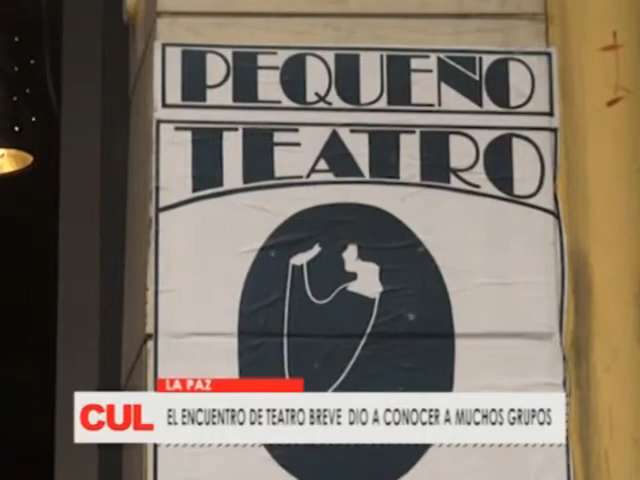 PEQUEÑO
TEATRO
LA PAZ
CUL EL ENCUENTRO DE TEATRO BREVE DIO A CONOCER A MUCHOS GRUPOS